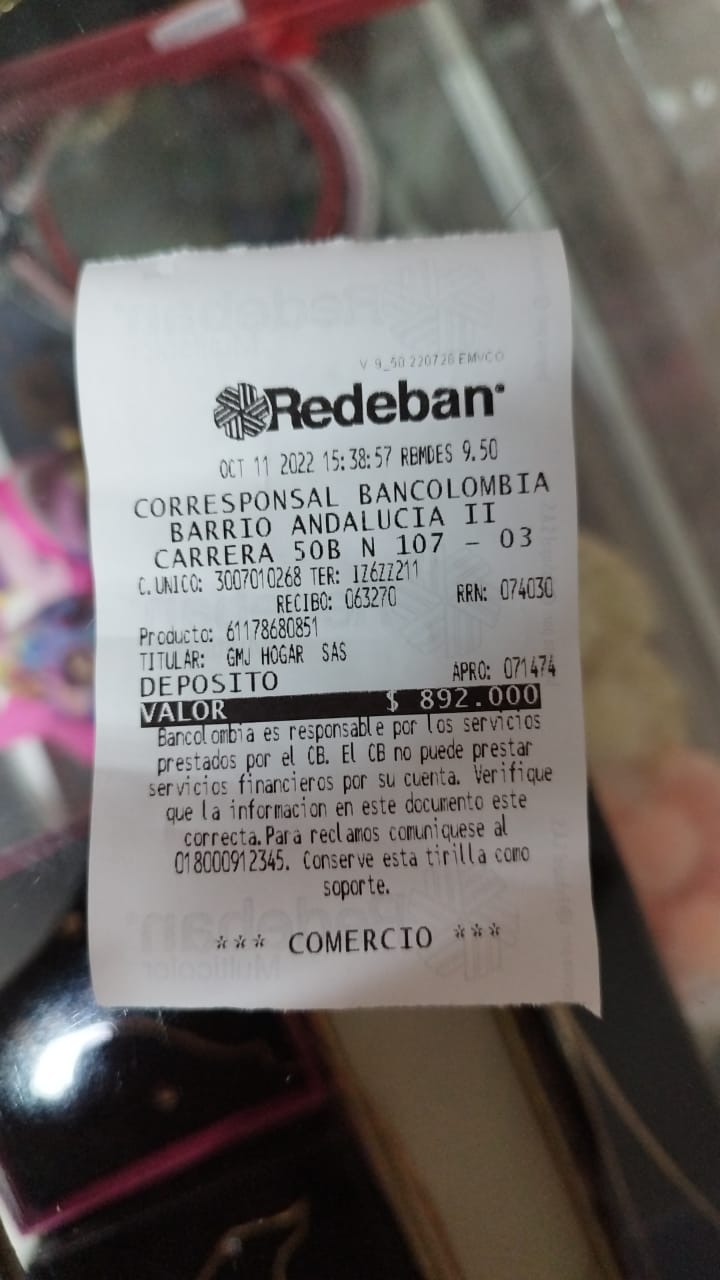 V 9_50 220728 EMVCO
Redeban
OCT 11 2022 15:38:57 RBMDES 9.50
CORRESPONSAL BANCOLOMBIA
BARRIO ANDALUCIA II
CARRERA 50B N 107 - 03
C.UNICO: 3007010268 TER: IZ6ZZ211
RECIBO: 063270 RRN: 074030
Producto: 61178680851
TITULAR: GMJ HOGAR SAS
DEPOSITO APRO: 071474
VALOR $ 892.000
Bancolombia es responsable por los servicios
prestados por el CB. El CB no puede prestar
servicios financieros por su cuenta. Verifique
que la informacion en este documento este
correcta.Para reclamos comuniquese al
018000912345. Conserve esta tirilla como
soporte.
*** COMERCIO ***